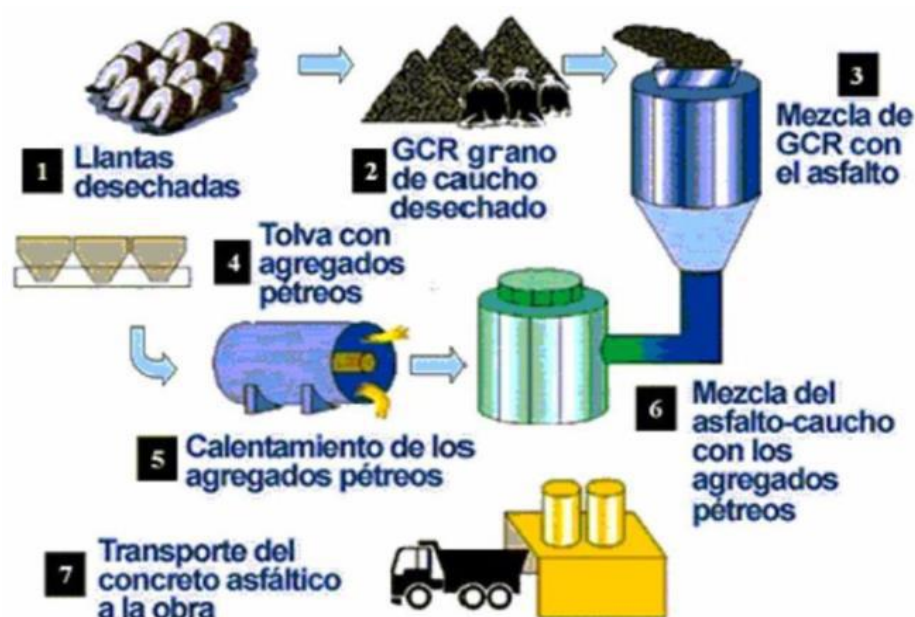 1 Llantas
desechadas
2 GCR grano
de caucho
desechado
3
Mezcla de
GCR con
el asfalto
4 Tolva con
agregados
pétreos
5 Calentamiento de los
agregados pétreos
6 Mezcla del
asfalto-caucho
con los
agregados
pétreos
7 Transporte del
concreto asfáltico
a la obra